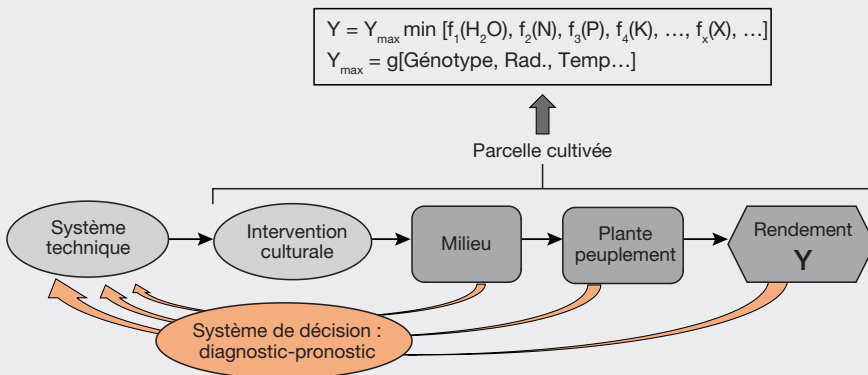 Y = Yₘₐₓ min [f₁(H₂O), f₂(N), f₃(P), f₄(K), …, fₓ(X), …]
Yₘₐₓ = g[Génotype, Rad., Temp…]
Parcelle cultivée
Système
technique
Intervention
culturale
Milieu
Plante
peuplement
Rendement
Y
Système de décision :
diagnostic-pronostic